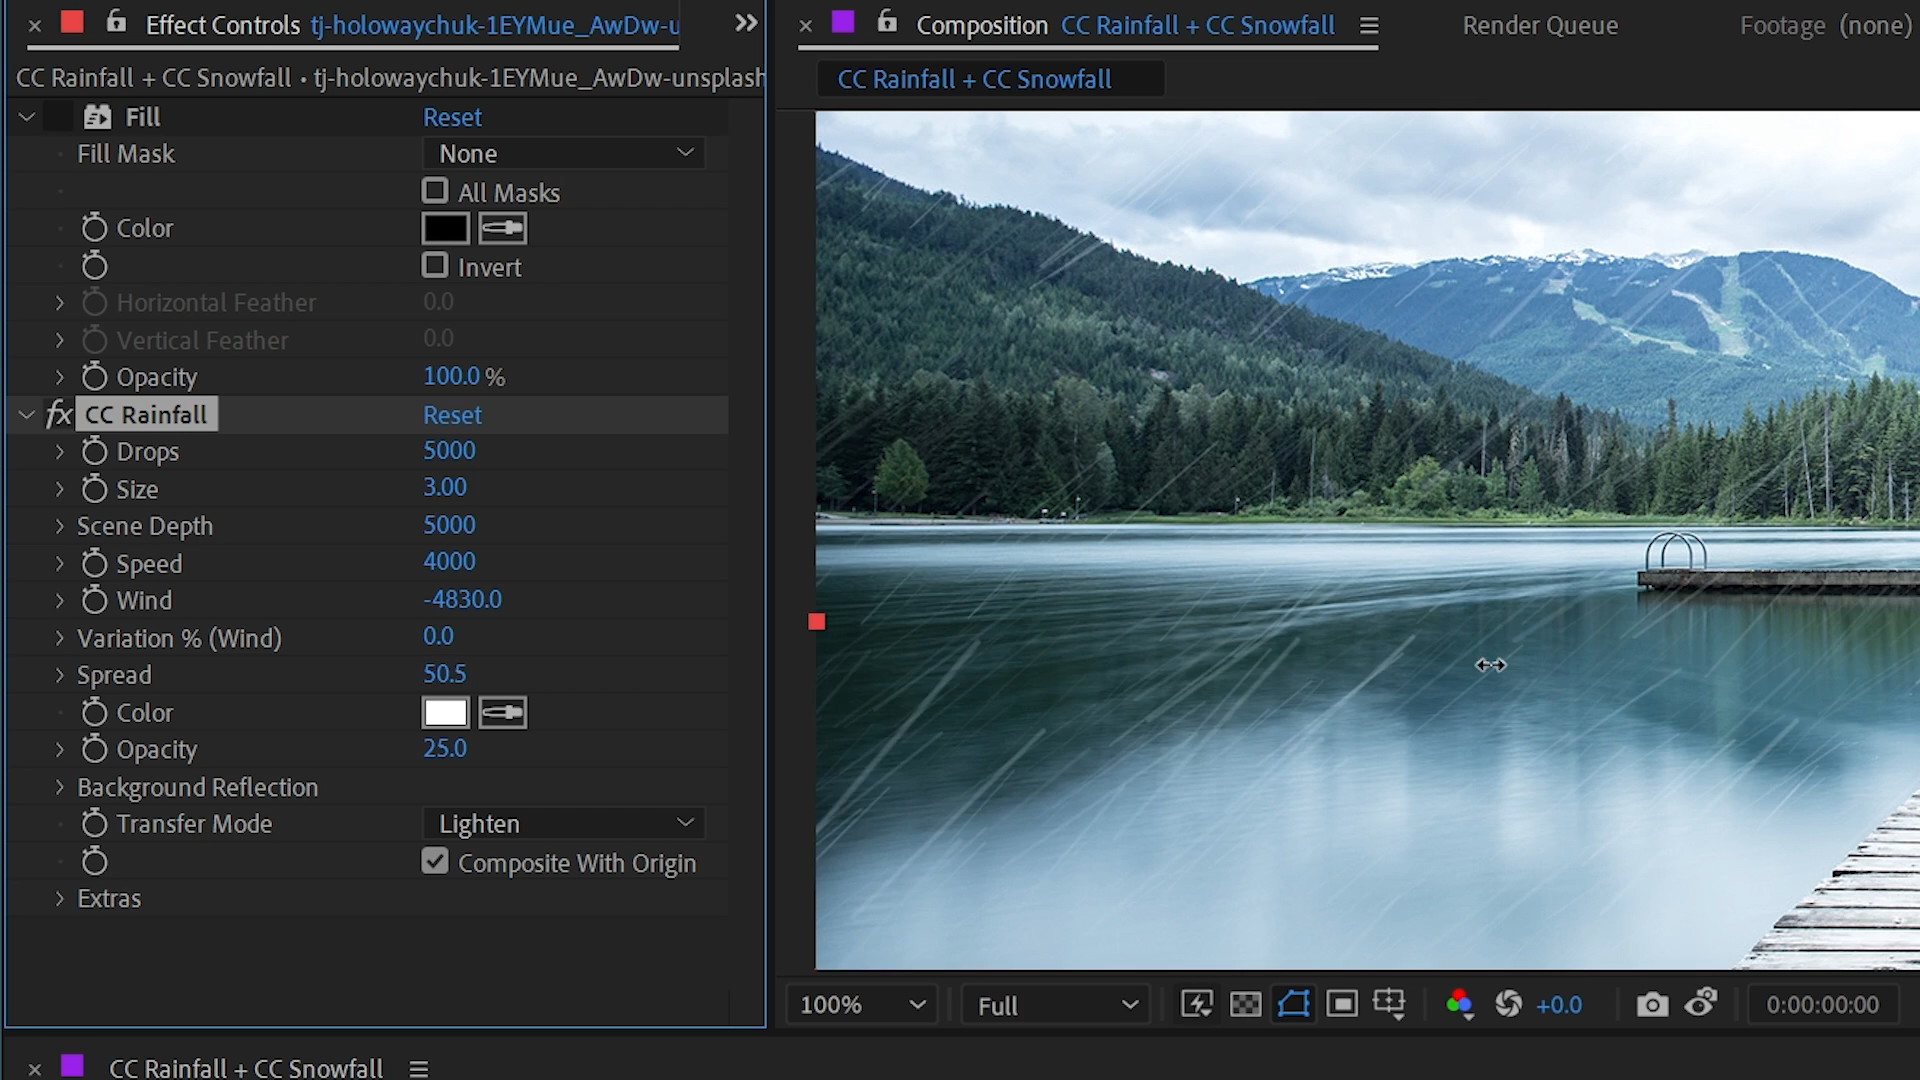 Effect Controls tj-holowaychuk-1EYMue_AwDw-u
CC Rainfall + CC Snowfall • tj-holowaychuk-1EYMue_AwDw-unsplash
Fill Reset
Fill Mask None
All Masks
Color
Invert
Horizontal Feather 0.0
Vertical Feather 0.0
Opacity 100.0 %
fx CC Rainfall Reset
Drops 5000
Size 3.00
Scene Depth 5000
Speed 4000
Wind -4830.0
Variation % (Wind) 0.0
Spread 50.5
Color
Opacity 25.0
Background Reflection
Transfer Mode Lighten
Composite With Origin
Extras
Composition CC Rainfall + CC Snowfall Render Queue Footage (none)
CC Rainfall + CC Snowfall
100% Full +0.0 0:00:00:00
CC Rainfall + CC Snowfall